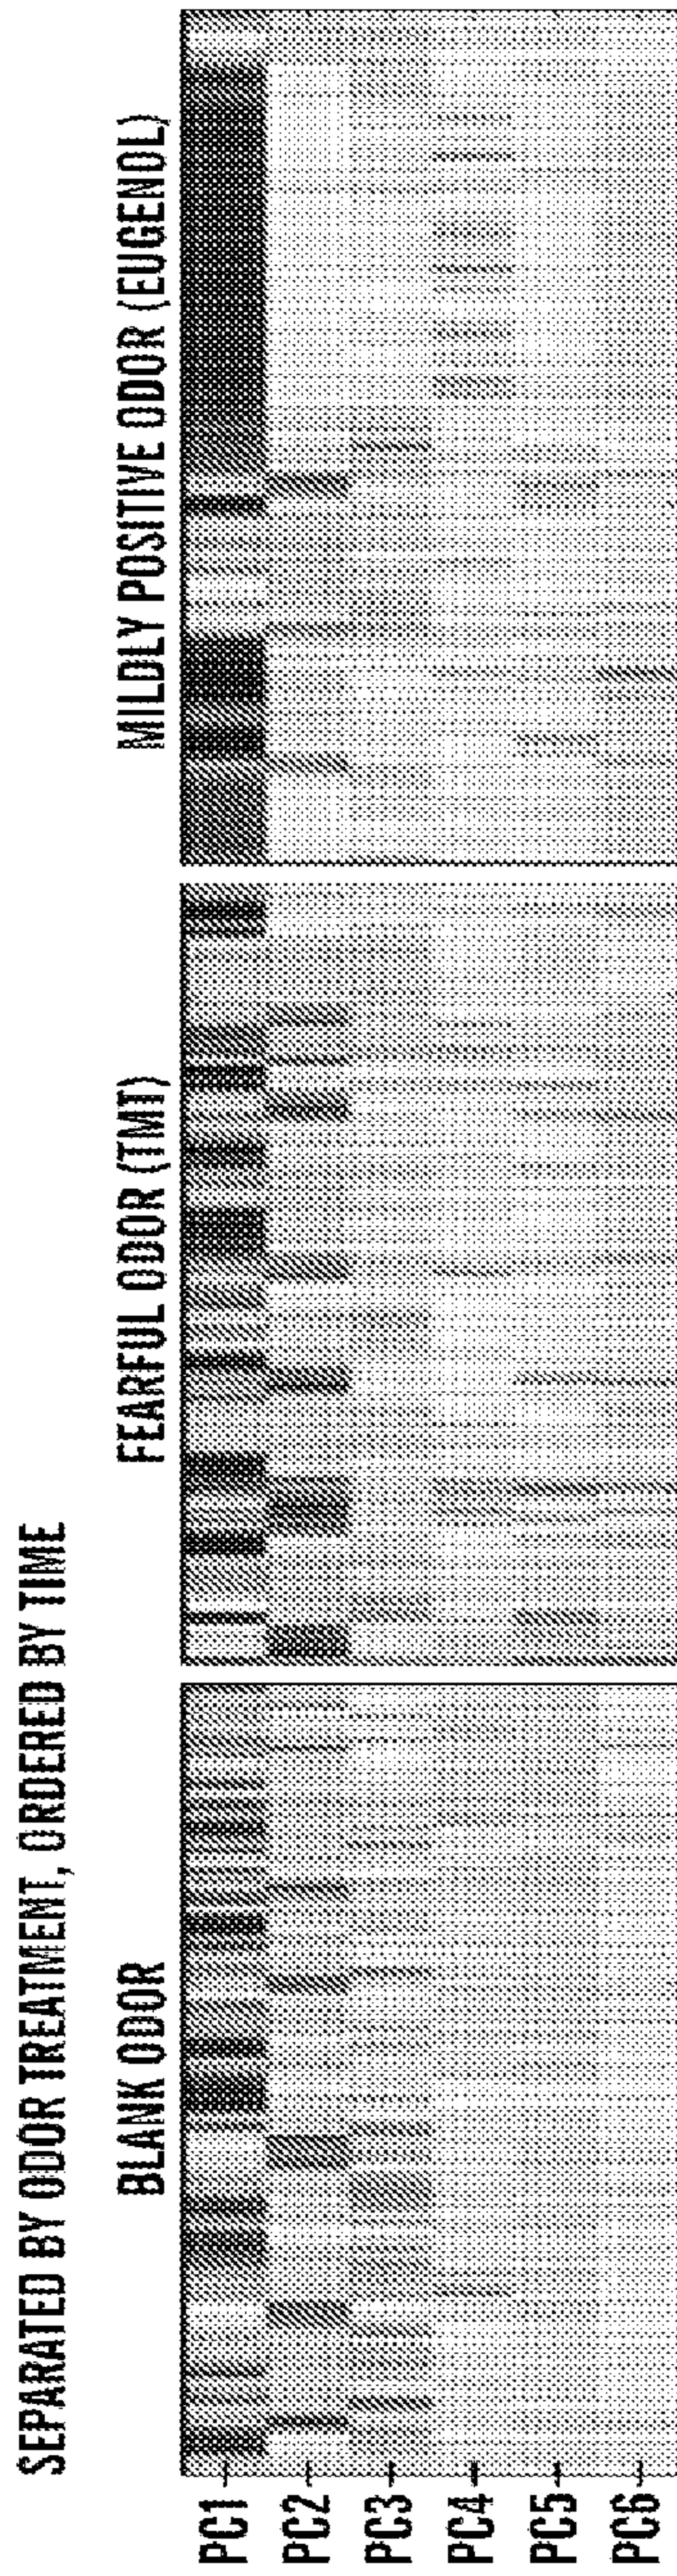 SEPARATED BY ODOR TREATMENT, ORDERED BY TIME
BLANK ODOR
FEARFUL ODOR (TMT)
MILDLY POSITIVE ODOR (EUGENOL)
PC1
PC2
PC3
PC4
PC5
PC6